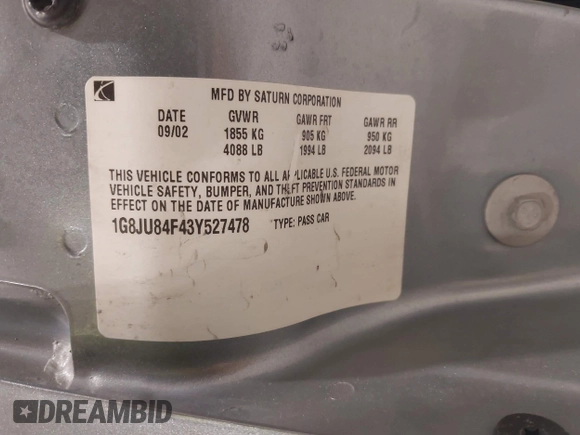 MFD BY SATURN CORPORATION
DATE GVWR GAWR FRT GAWR RR
09/02 1855 KG 905 KG 950 KG
4088 LB 1994 LB 2094 LB
THIS VEHICLE CONFORMS TO ALL APPLICABLE U.S. FEDERAL MOTOR
VEHICLE SAFETY, BUMPER, AND THEFT PREVENTION STANDARDS IN
EFFECT ON THE DATE OF MANUFACTURE SHOWN ABOVE.
1G8JU84F43Y527478 TYPE: PASS CAR
DREAMBID